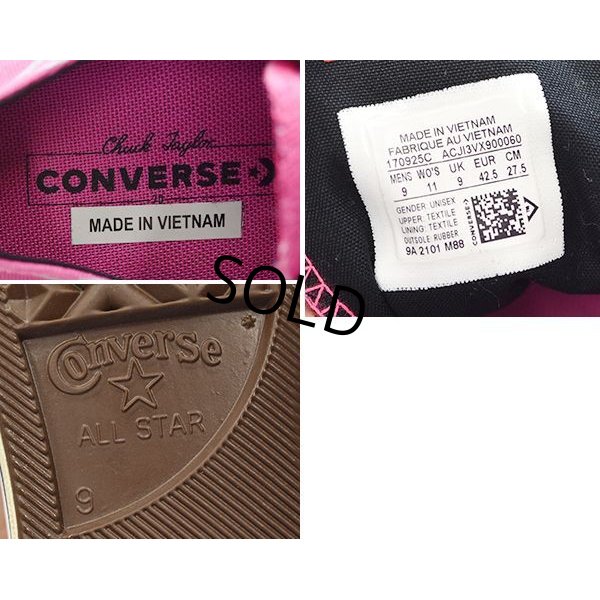 Chuck Taylor
CONVERSE
70
MADE IN VIETNAM
MADE IN VIETNAM
FABRIQUE AU VIETNAM
170925C ACJI3VX900060
MENS WO'S UK EUR CM
9 11 9 42.5 27.5
GENDER: UNISEX
UPPER: TEXTILE
LINING: TEXTILE
OUTSOLE: RUBBER
9A 2101 M88
CONVERSE
SOLD
Converse
ALL STAR
9